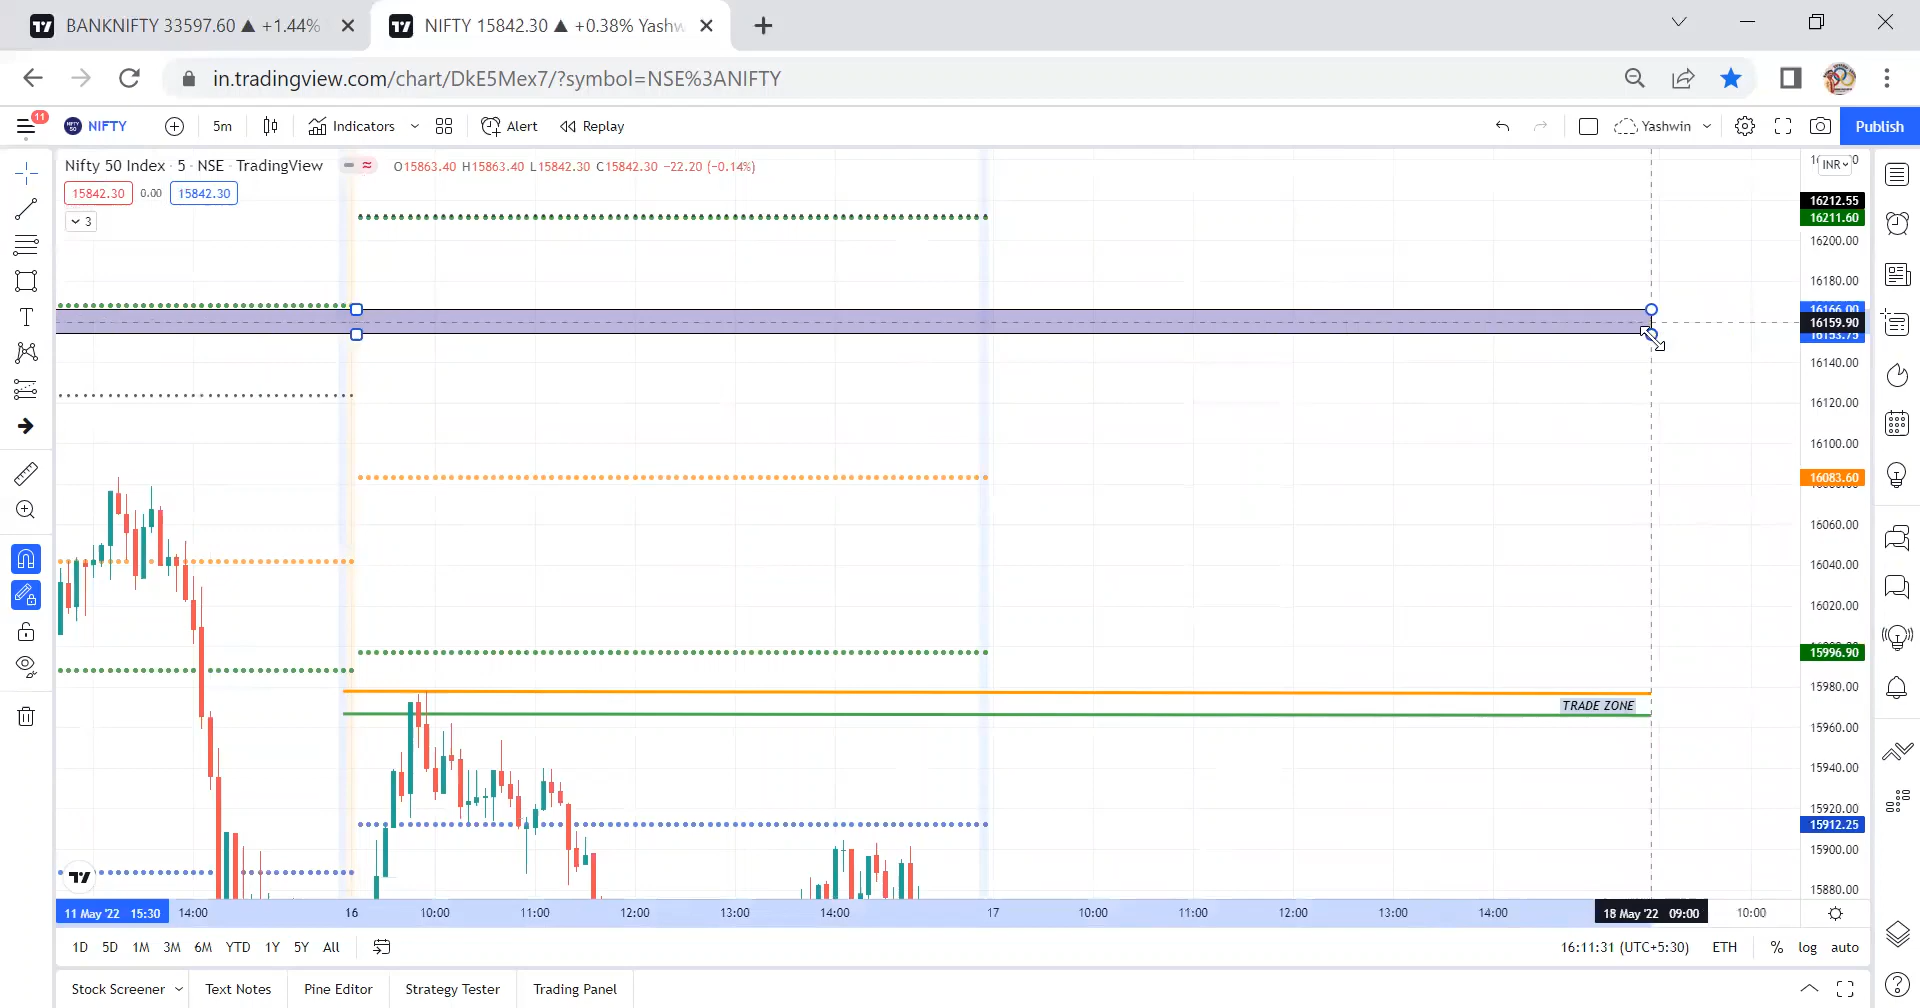 BANKNIFTY 33597.60 ▲ +1.44%
NIFTY 15842.30 ▲ +0.38% Yashw
in.tradingview.com/chart/DkE5Mex7/?symbol=NSE%3ANIFTY
11
NIFTY 5m Indicators Alert Replay Yashwin Publish
Nifty 50 Index · 5 · NSE · TradingView O15863.40 H15863.40 L15842.30 C15842.30 −22.20 (−0.14%)
INR
15842.30 0.00 15842.30
3
16212.55
16211.60
16200.00
16180.00
16166.00
16159.90
16153.75
16140.00
16120.00
16100.00
16083.60
16060.00
16040.00
16020.00
15996.90
15980.00
TRADE ZONE
15960.00
15940.00
15920.00
15912.25
15900.00
15880.00
11 May '22 15:30 14:00 16 10:00 11:00 12:00 13:00 14:00 17 10:00 11:00 12:00 13:00 14:00 18 May '22 09:00 10:00
1D 5D 1M 3M 6M YTD 1Y 5Y All 16:11:31 (UTC+5:30) ETH % log auto
Stock Screener Text Notes Pine Editor Strategy Tester Trading Panel